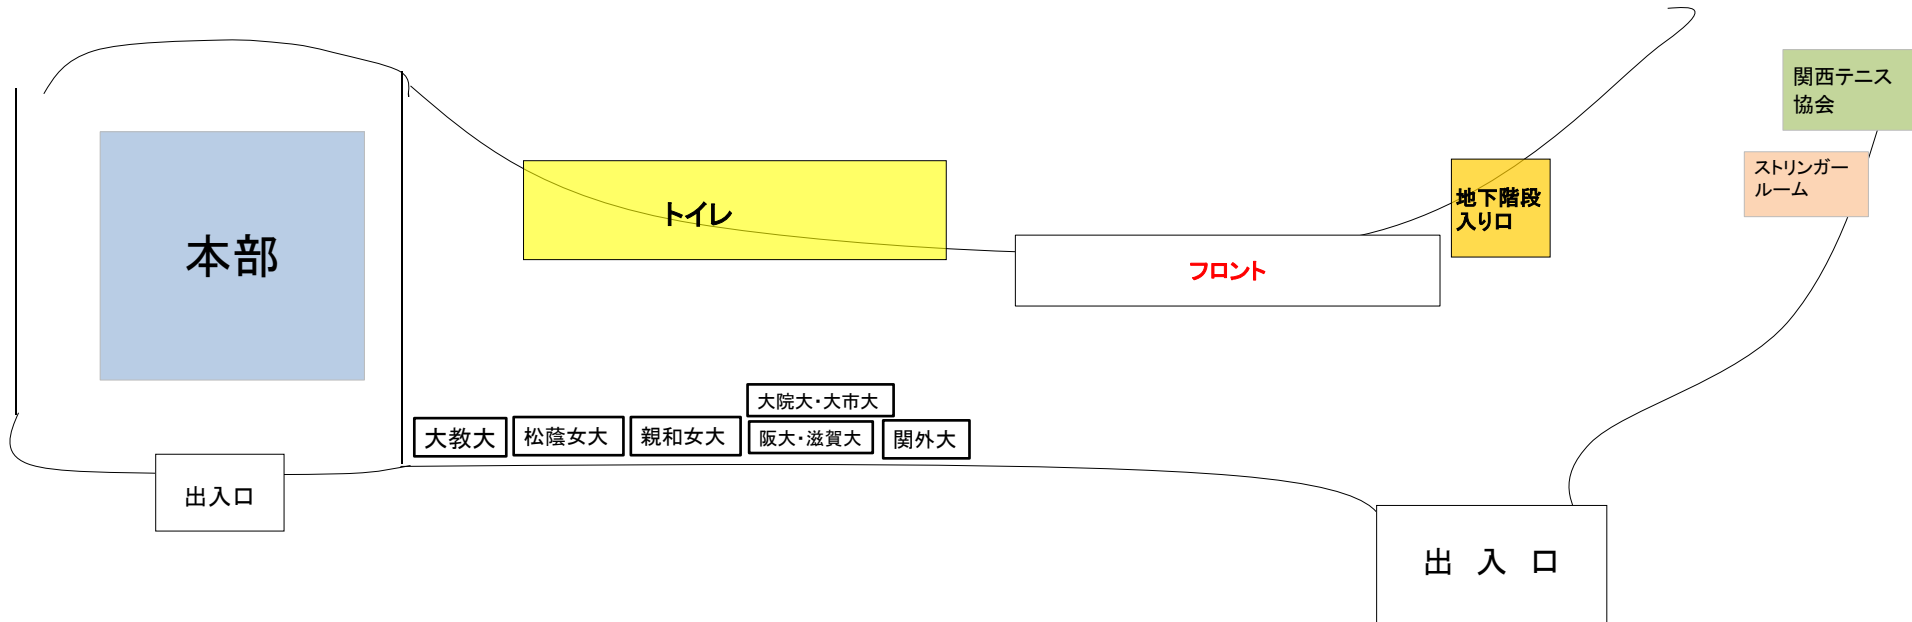 関西テニス
協会
ストリンガー
ルーム
トイレ
地下階段
入り口
本部
フロント
大院大・大市大
大教大
松蔭女大
親和女大
阪大・滋賀大
関外大
出入口
出 入 口